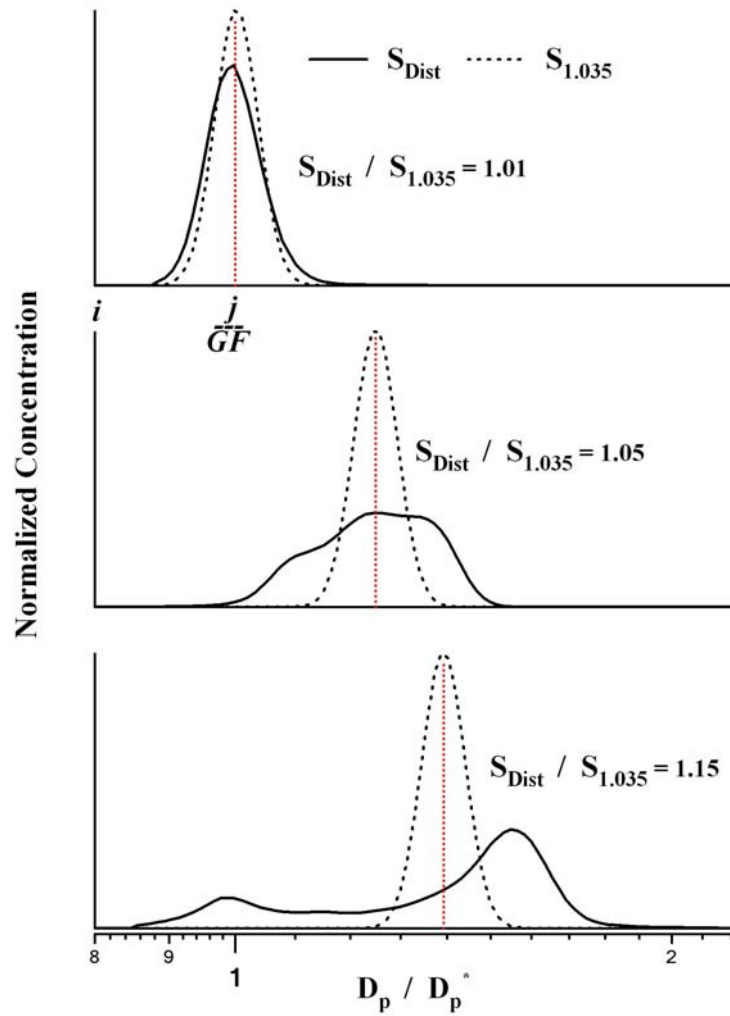 S_Dist S_1.035
S_Dist / S_1.035 = 1.01
i j
GF
Normalized Concentration
S_Dist / S_1.035 = 1.05
S_Dist / S_1.035 = 1.15
8 9 1 2
D_p / D_p*